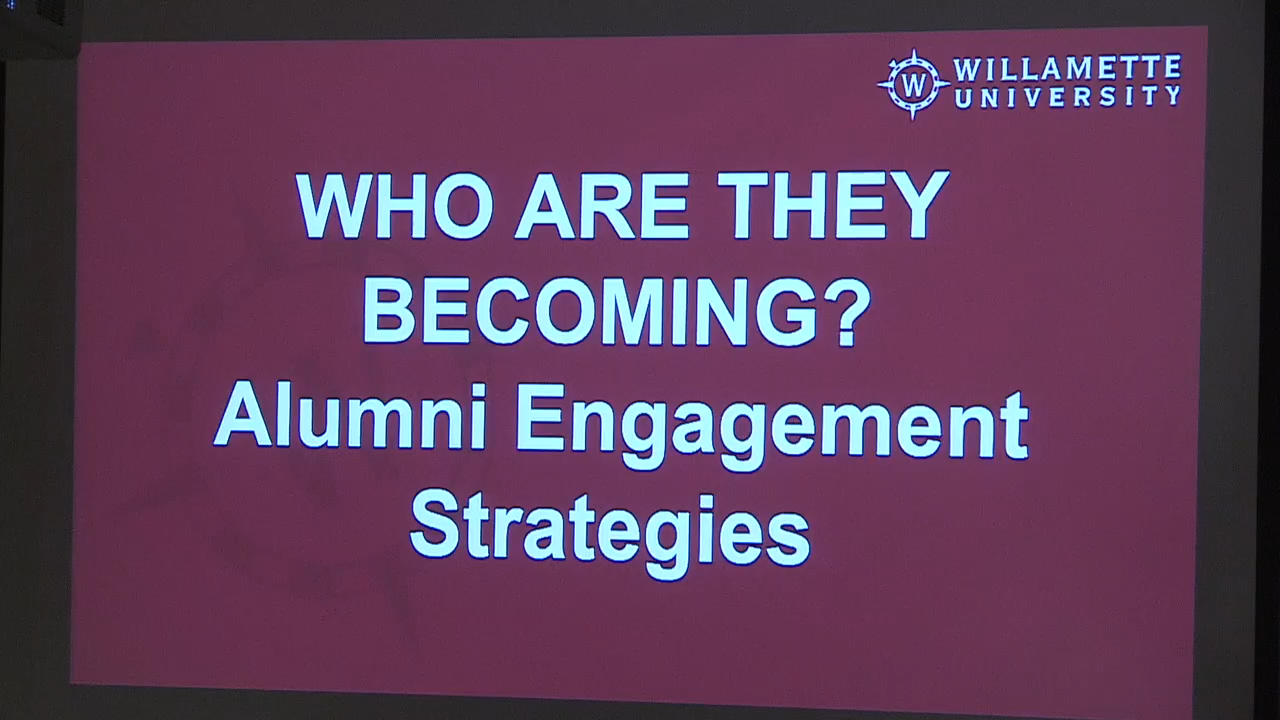 W
WILLAMETTE
UNIVERSITY
WHO ARE THEY
BECOMING?
Alumni Engagement
Strategies